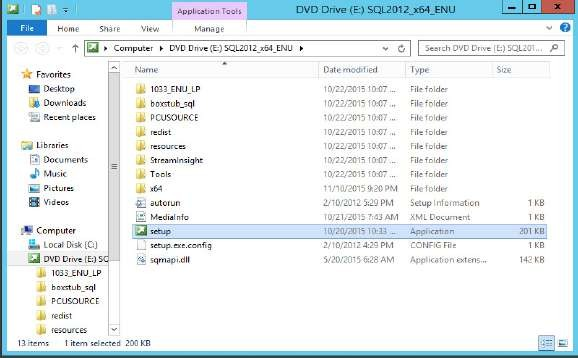 Application Tools
DVD Drive (E:) SQL2012_x64_ENU
File Home Share View Manage
Computer DVD Drive (E:) SQL2012_x64_ENU
Search DVD Drive (E:) SQL201...
Favorites
Desktop
Downloads
Recent places
Libraries
Documents
Music
Pictures
Videos
Computer
Local Disk (C:)
DVD Drive (E:) S
1033_ENU_LP
boxstub_sql
PCUSOURCE
redist
resources
Name Date modified Type Size
1033_ENU_LP 10/22/2015 10:07 ... File folder
boxstub_sql 10/22/2015 10:07 ... File folder
PCUSOURCE 10/22/2015 10:07 ... File folder
redist 10/22/2015 10:07 ... File folder
resources 10/22/2015 10:07 ... File folder
StreamInsight 10/22/2015 10:07 ... File folder
Tools 10/22/2015 10:07 ... File folder
x64 11/10/2015 9:20 PM File folder
autorun 2/10/2012 5:29 PM Setup Information 1 KB
MediaInfo 10/21/2015 7:43 AM XML Document 1 KB
setup 10/20/2015 10:33 ... Application 201 KB
setup.exe.config 2/10/2012 4:29 PM CONFIG File 1 KB
sqmapi.dll 5/20/2015 6:28 AM Application extens... 142 KB
13 items 1 item selected 200 KB